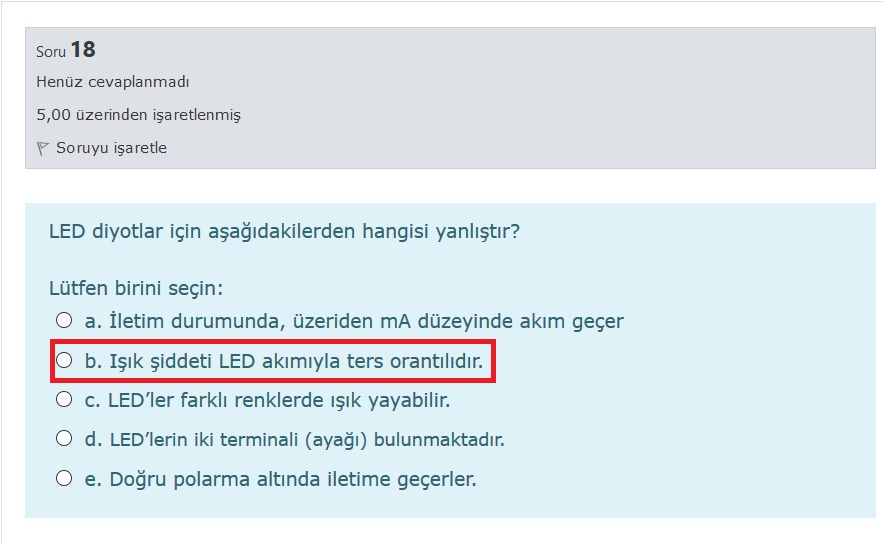 Soru 18
Henüz cevaplanmadı
5,00 üzerinden işaretlenmiş
Soruyu işaretle
LED diyotlar için aşağıdakilerden hangisi yanlıştır?
Lütfen birini seçin:
a. İletim durumunda, üzeriden mA düzeyinde akım geçer
b. Işık şiddeti LED akımıyla ters orantılıdır.
c. LED’ler farklı renklerde ışık yayabilir.
d. LED’lerin iki terminali (ayağı) bulunmaktadır.
e. Doğru polarma altında iletime geçerler.